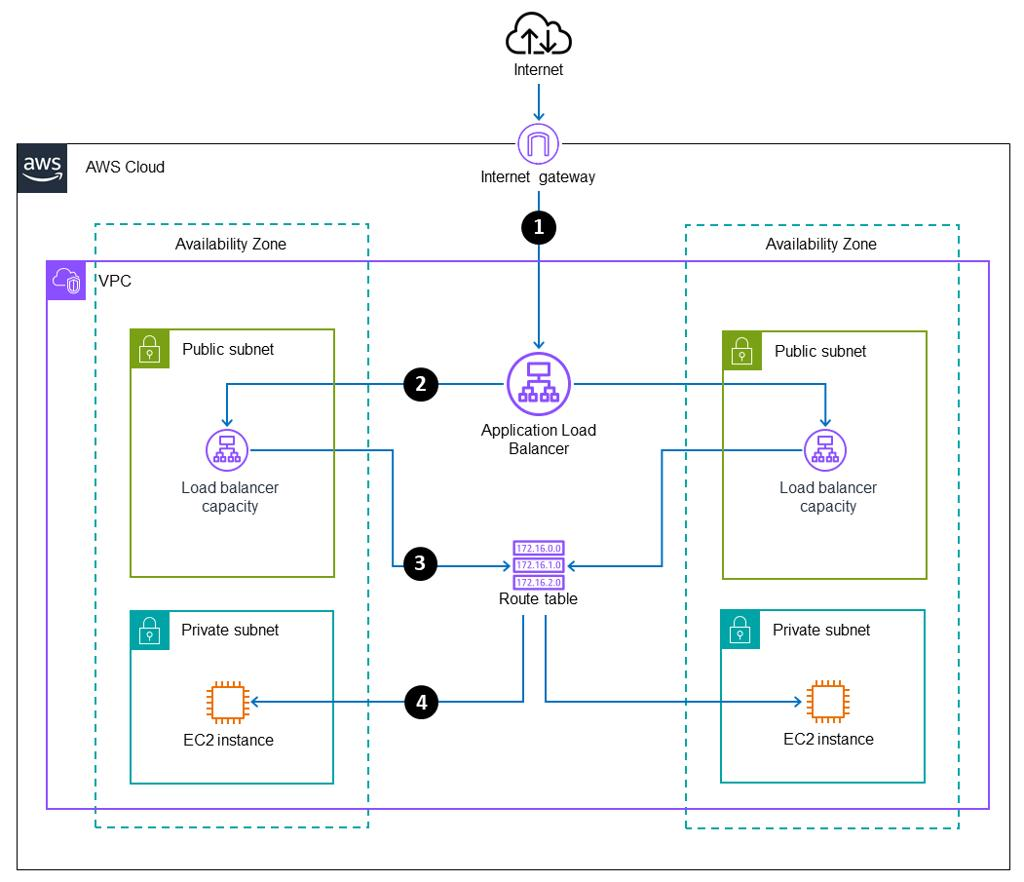 Internet
aws
AWS Cloud
Internet gateway
1
Availability Zone
Availability Zone
VPC
Public subnet
Public subnet
2
Application Load
Balancer
Load balancer
capacity
Load balancer
capacity
3
172.16.0.0
172.16.1.0
172.16.2.0
Route table
Private subnet
Private subnet
4
EC2 instance
EC2 instance